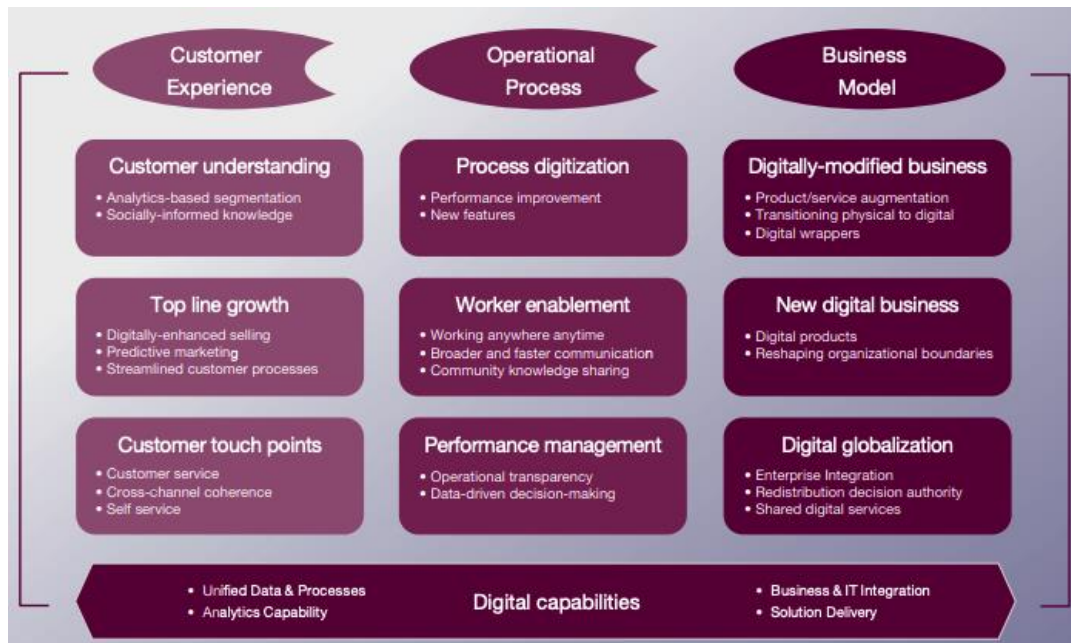 Customer
Experience
Operational
Process
Business
Model
Customer understanding
• Analytics-based segmentation
• Socially-informed knowledge
Process digitization
• Performance improvement
• New features
Digitally-modified business
• Product/service augmentation
• Transitioning physical to digital
• Digital wrappers
Top line growth
• Digitally-enhanced selling
• Predictive marketing
• Streamlined customer processes
Worker enablement
• Working anywhere anytime
• Broader and faster communication
• Community knowledge sharing
New digital business
• Digital products
• Reshaping organizational boundaries
Customer touch points
• Customer service
• Cross-channel coherence
• Self service
Performance management
• Operational transparency
• Data-driven decision-making
Digital globalization
• Enterprise Integration
• Redistribution decision authority
• Shared digital services
• Unified Data & Processes
• Analytics Capability
Digital capabilities
• Business & IT Integration
• Solution Delivery